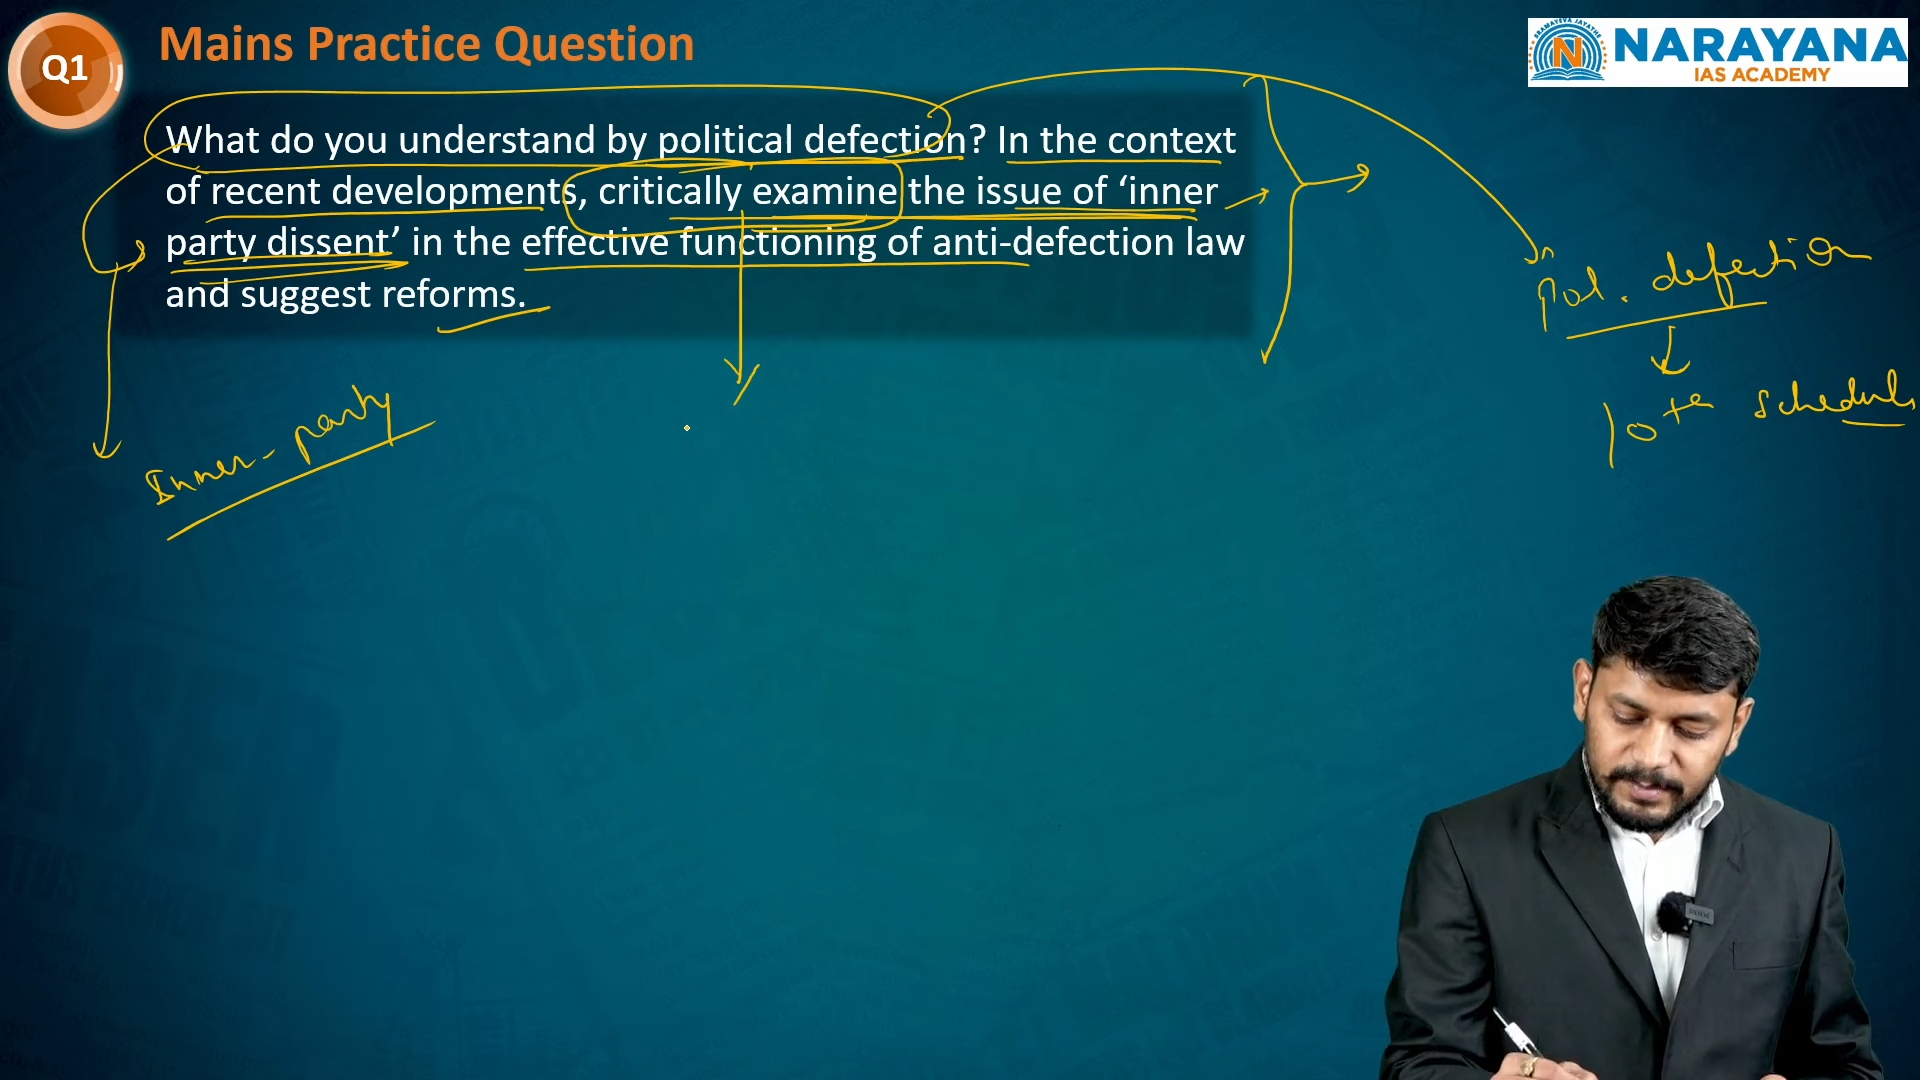 Q1
Mains Practice Question
SRAMAYEVA JAYATHE
N
NARAYANA
IAS ACADEMY
What do you understand by political defection? In the context
of recent developments, critically examine the issue of ‘inner
party dissent’ in the effective functioning of anti-defection law
and suggest reforms.
Pol. defection
10th Schedule
Inner-party